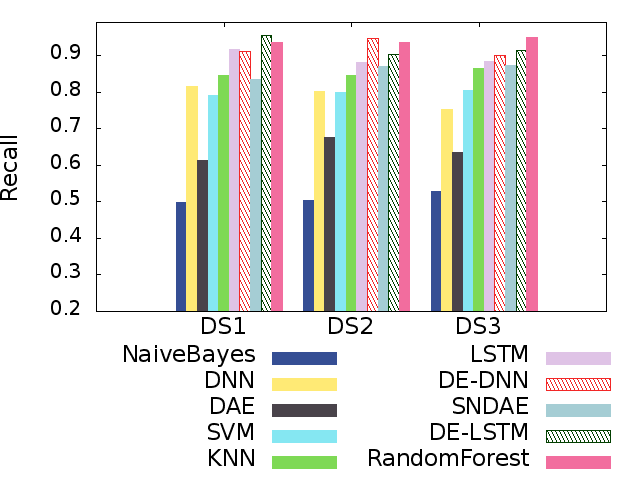 0.9
0.8
0.7
0.6
0.5
0.4
0.3
0.2
Recall
DS1 DS2 DS3
NaiveBayes LSTM
DNN DE-DNN
DAE SNDAE
SVM DE-LSTM
KNN RandomForest